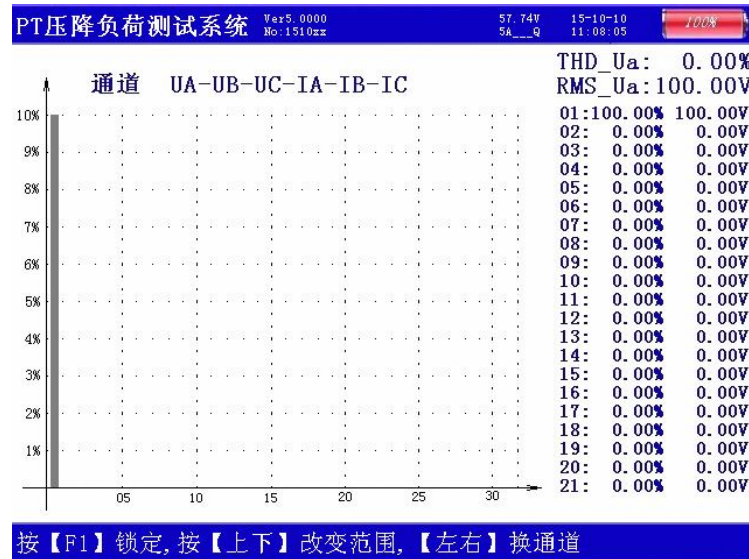 PT压降负荷测试系统 Ver5.0000 57.74V 15-10-10 100%
No:1510xz 5A___Q 11:08:05
THD_Ua: 0.00%
通道 UA-UB-UC-IA-IB-IC RMS_Ua:100.00V
10%
9%
8%
7%
6%
5%
4%
3%
2%
1%
05 10 15 20 25 30
01:100.00% 100.00V
02: 0.00% 0.00V
03: 0.00% 0.00V
04: 0.00% 0.00V
05: 0.00% 0.00V
06: 0.00% 0.00V
07: 0.00% 0.00V
08: 0.00% 0.00V
09: 0.00% 0.00V
10: 0.00% 0.00V
11: 0.00% 0.00V
12: 0.00% 0.00V
13: 0.00% 0.00V
14: 0.00% 0.00V
15: 0.00% 0.00V
16: 0.00% 0.00V
17: 0.00% 0.00V
18: 0.00% 0.00V
19: 0.00% 0.00V
20: 0.00% 0.00V
21: 0.00% 0.00V
按【F1】锁定,按【上下】改变范围,【左右】换通道